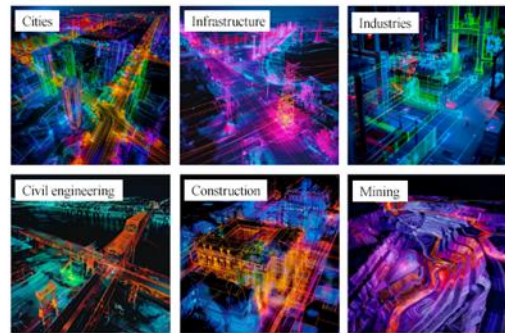 Cities
Infrastructure
Industries
Civil engineering
Construction
Mining